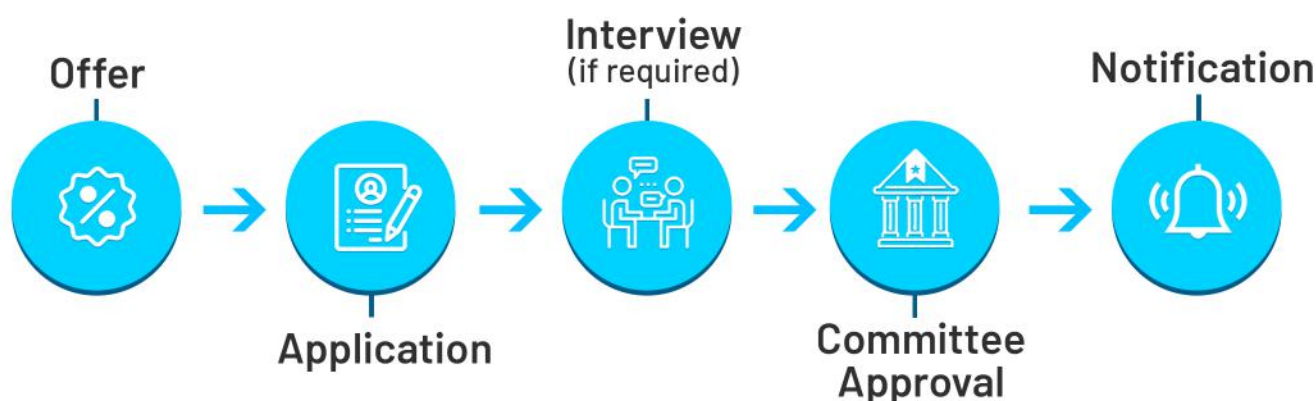 Offer
Application
Interview
(if required)
Committee
Approval
Notification